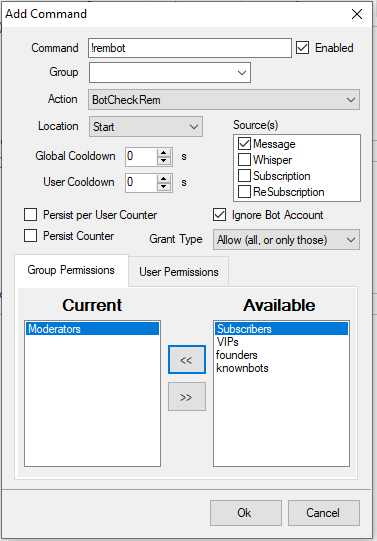 Add Command
Command !rembot Enabled
Group
Action BotCheckRem
Location Start Source(s)
Message
Global Cooldown 0 s Whisper
Subscription
User Cooldown 0 s ReSubscription
Persist per User Counter Ignore Bot Account
Persist Counter Grant Type Allow (all, or only those)
Group Permissions User Permissions
Current Available
Moderators Subscribers
VIPs
founders
knownbots
<<
>>
Ok Cancel